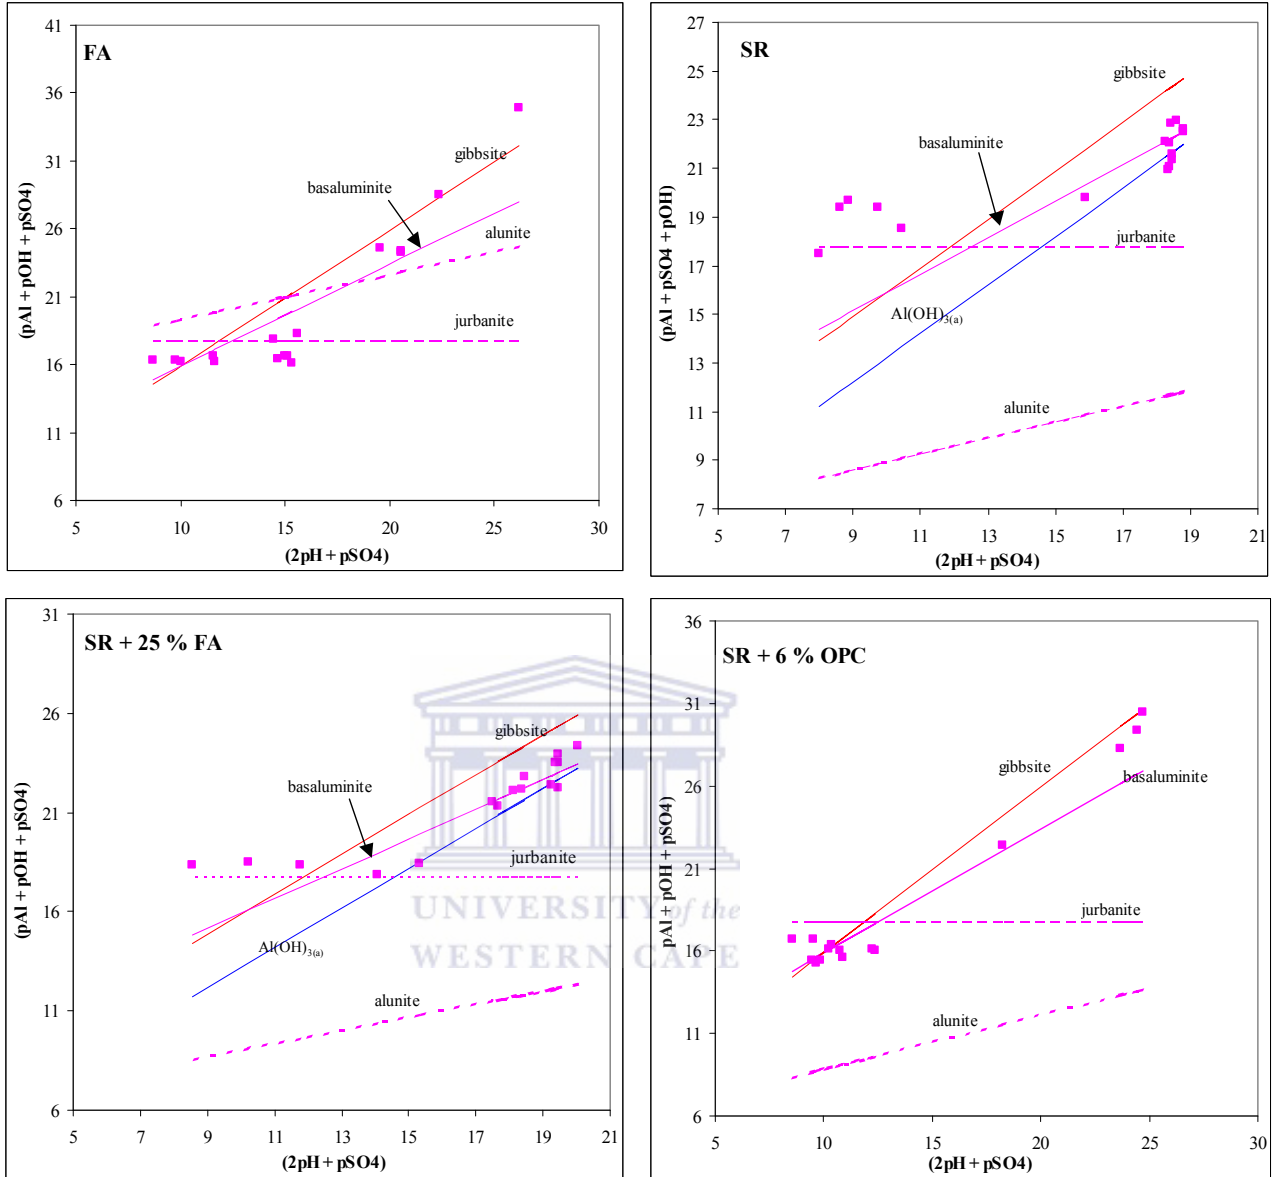 FA
41
36
31
26
21
16
11
6
(pAl + pOH + pSO4)
gibbsite
basaluminite
alunite
jurbanite
5 10 15 20 25 30
(2pH + pSO4)
SR
27
25
23
21
19
17
15
13
11
9
7
(pAl + pSO4 + pOH)
gibbsite
basaluminite
jurbanite
Al(OH)3(a)
alunite
5 7 9 11 13 15 17 19 21
(2pH + pSO4)
SR + 25 % FA
31
26
21
16
11
6
(pAl + pOH + pSO4)
gibbsite
basaluminite
jurbanite
Al(OH)3(a)
alunite
5 7 9 11 13 15 17 19 21
(2pH + pSO4)
SR + 6 % OPC
36
31
26
21
16
11
6
pAl + pOH + pSO4)
gibbsite
basaluminite
jurbanite
alunite
5 10 15 20 25 30
(2pH + pSO4)
UNIVERSITY of the
WESTERN CAPE